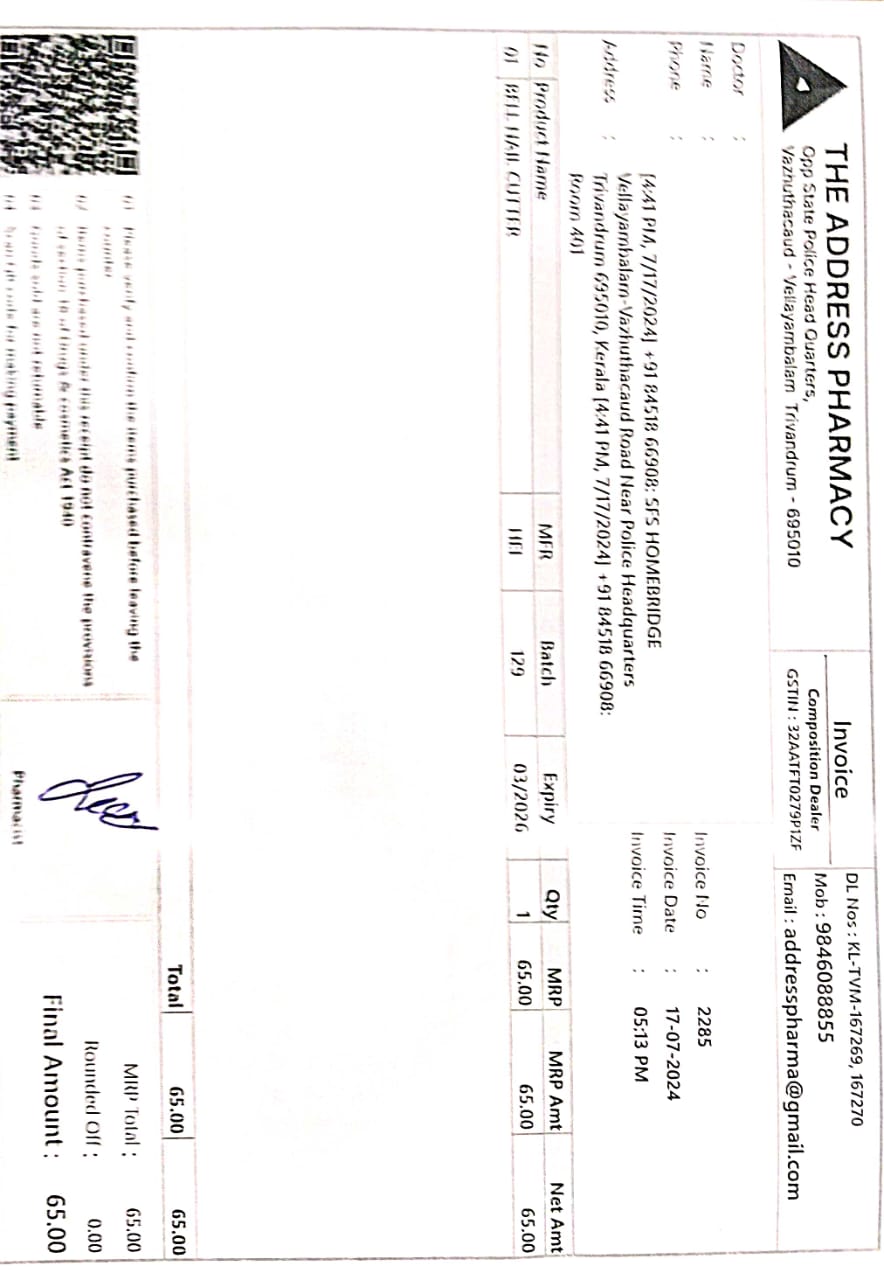 THE ADDRESS PHARMACY
Opp State Police Head Quarters,
Vazhuthacaud - Vellayambalam Trivandrum - 695010
Invoice
Composition Dealer
GSTIN : 32AATFT0279P1ZF
DL Nos : KL-TVM-167269, 167270
Mob : 9846088855
Email : addresspharma@gmail.com
Doctor :
Name :
Phone :
Address : [4:41 PM, 7/17/2024] +91 84518 66908: SFS HOMEBRIDGE
Vellayambalam-Vazhuthacaud Road Near Police Headquarters
Trivandrum 695010, Kerala [4:41 PM, 7/17/2024] +91 84518 66908:
Room 401
Invoice No : 2285
Invoice Date : 17-07-2024
Invoice Time : 05:13 PM
No Product Name MFR Batch Expiry Qty MRP MRP Amt Net Amt
01 BELL NAIL CUTTER 129 03/2026 1 65.00 65.00 65.00
Total 65.00 65.00
01 Please verify and confirm the items purchased before leaving the
counter
02 Items purchased under this receipt do not contravene the provisions
of section 18 of Drugs & cosmetics Act 1940
03 Goods sold are not returnable
04 Scan QR code for making payment
Pharmacist
MRP Total : 65.00
Rounded Off : 0.00
Final Amount : 65.00